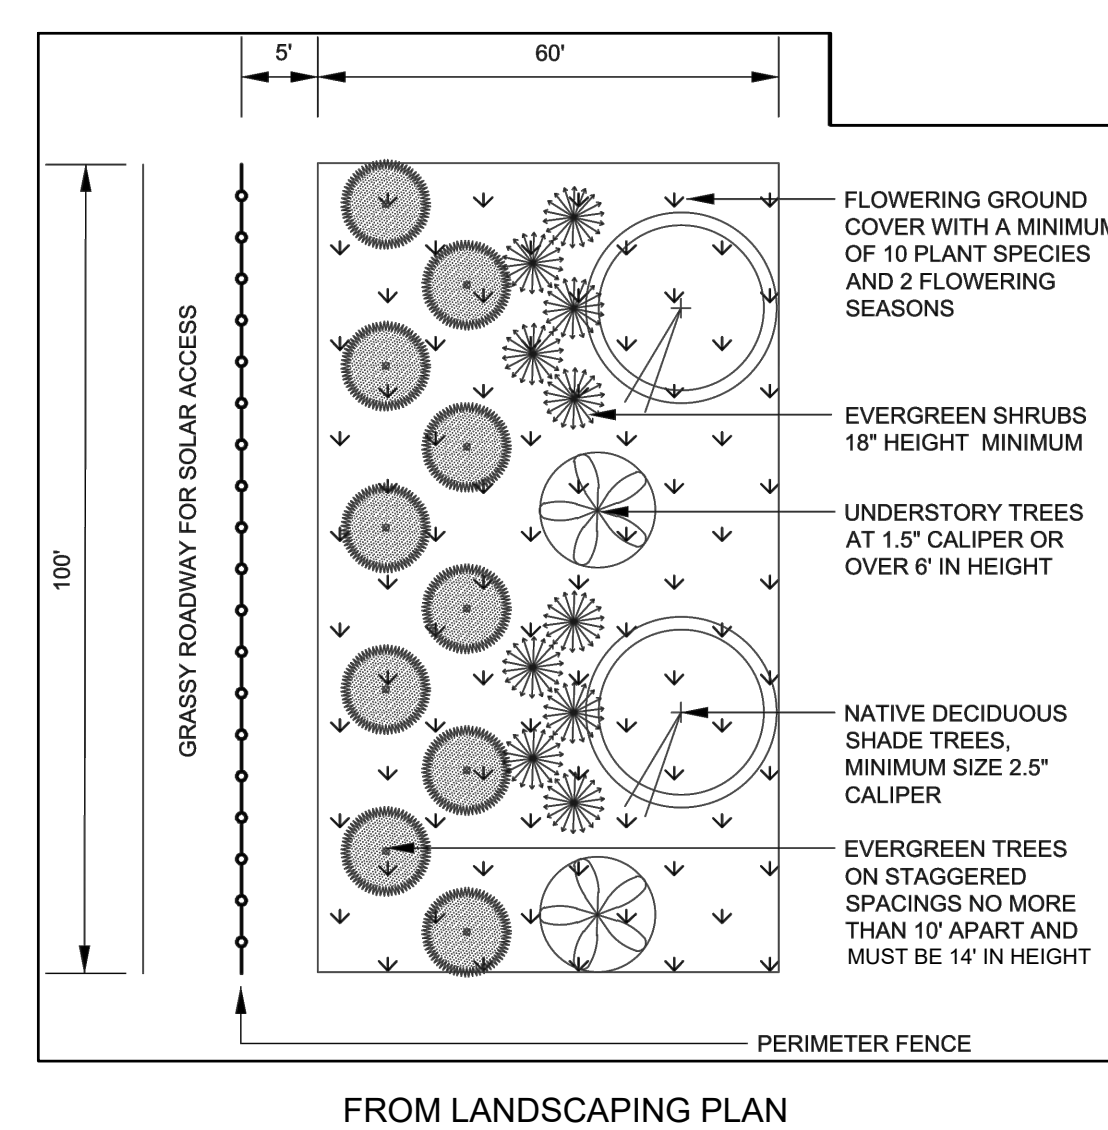 5'
60'
FLOWERING GROUND
COVER WITH A MINIMUM
OF 10 PLANT SPECIES
AND 2 FLOWERING
SEASONS
GRASSY ROADWAY FOR SOLAR ACCESS
100'
EVERGREEN SHRUBS
18" HEIGHT MINIMUM
UNDERSTORY TREES
AT 1.5" CALIPER OR
OVER 6' IN HEIGHT
NATIVE DECIDUOUS
SHADE TREES,
MINIMUM SIZE 2.5"
CALIPER
EVERGREEN TREES
ON STAGGERED
SPACINGS NO MORE
THAN 10' APART AND
MUST BE 14' IN HEIGHT
PERIMETER FENCE
FROM LANDSCAPING PLAN